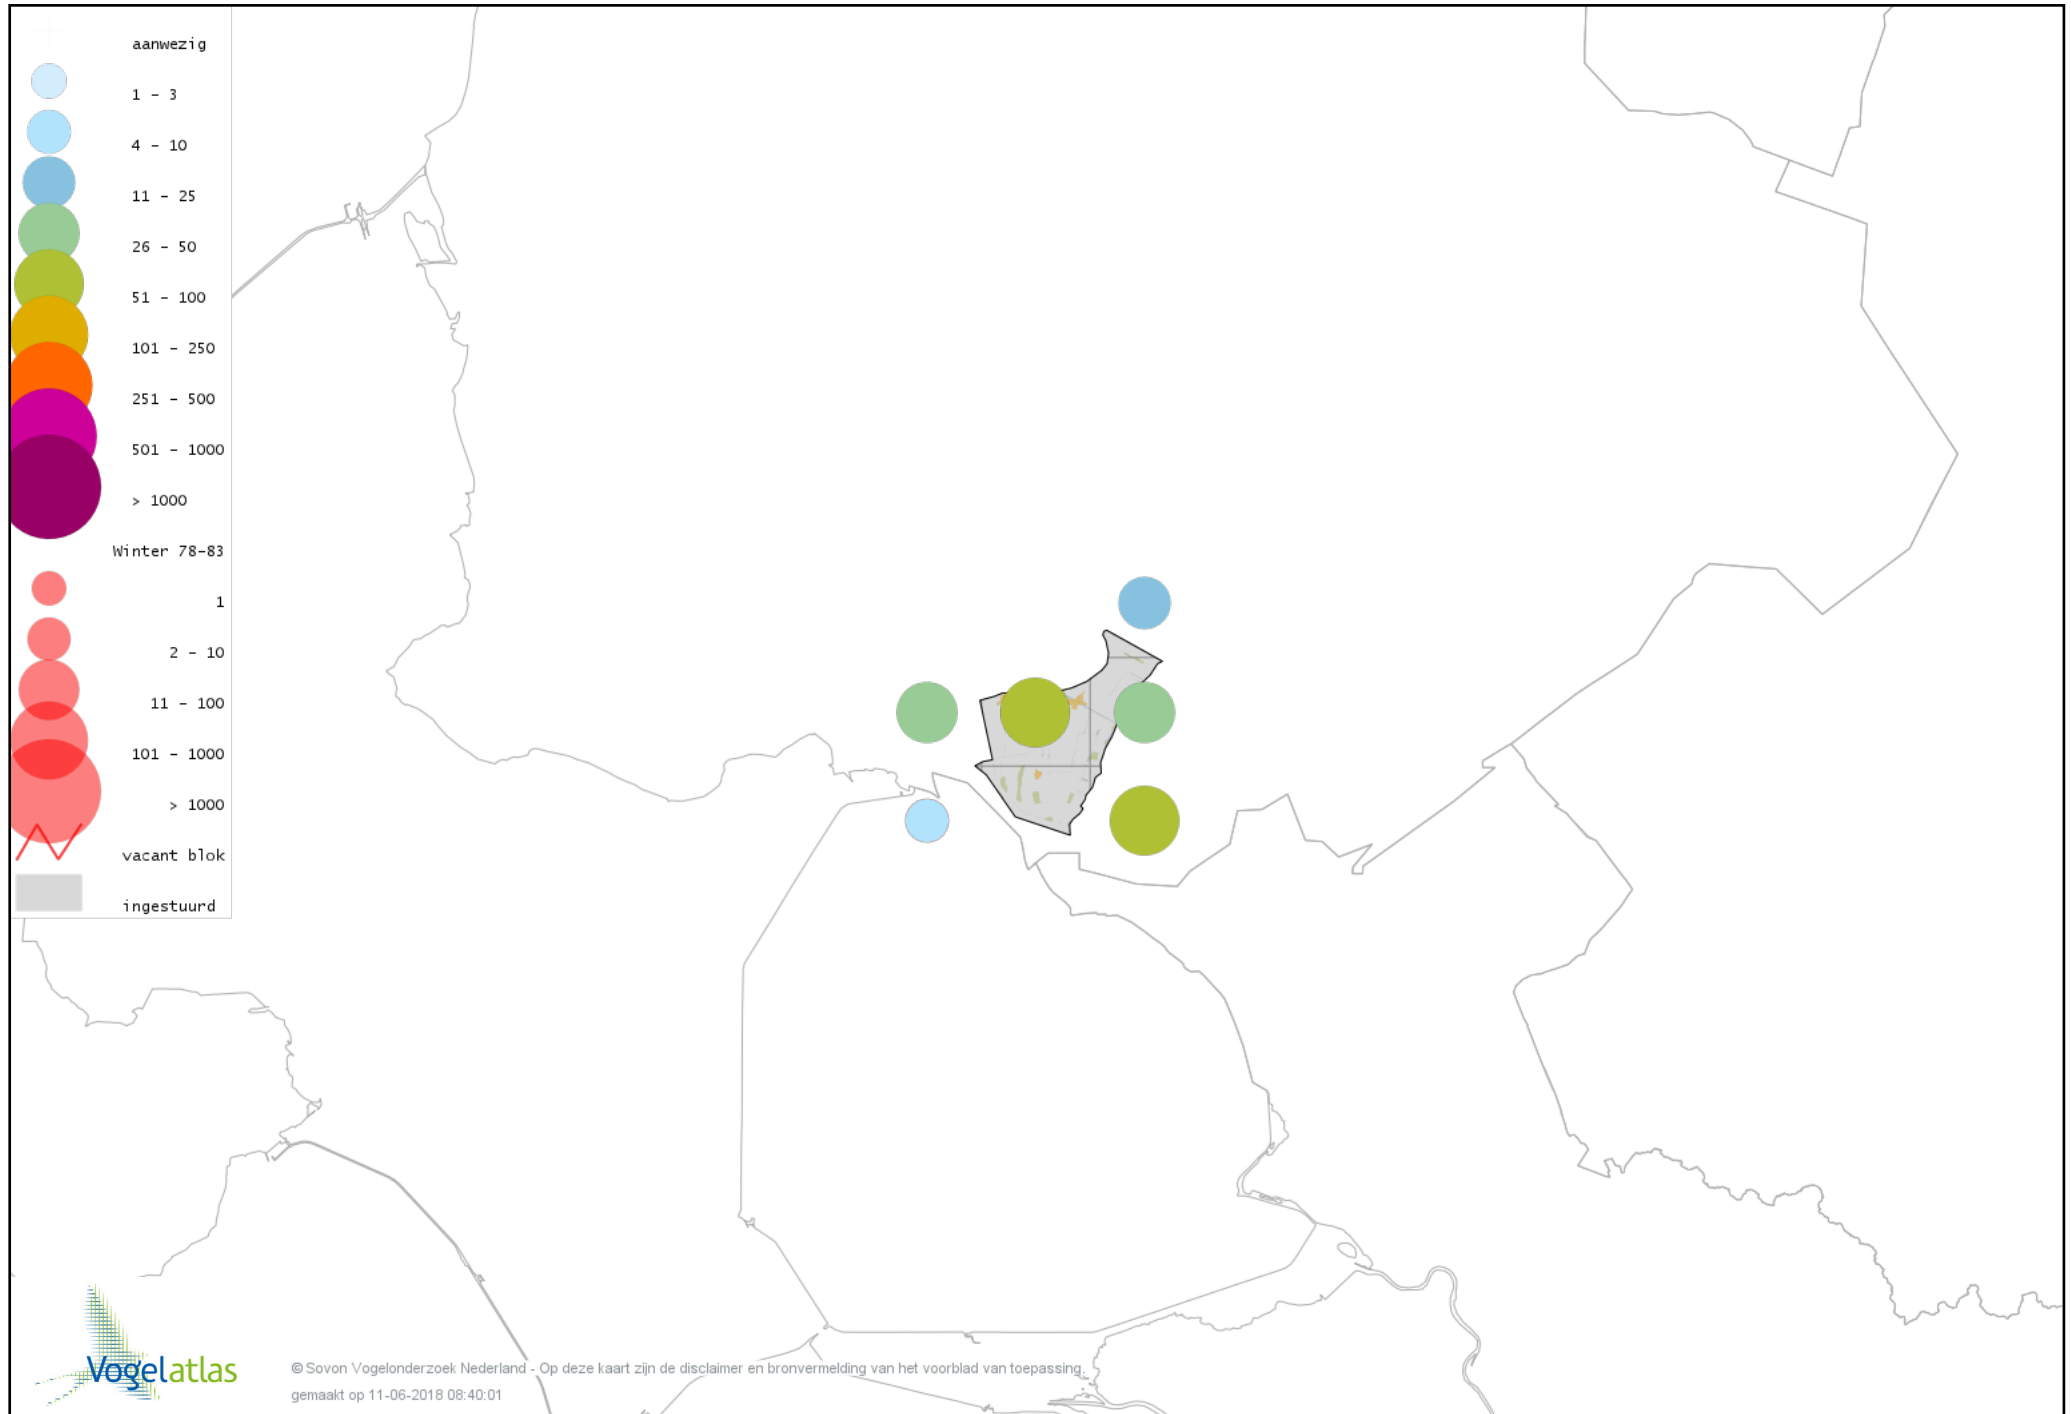 aanwezig
1 - 3
4 - 10
11 - 25
26 - 50
51 - 100
101 - 250
251 - 500
501 - 1000
> 1000
Winter 78-83
1
2 - 10
11 - 100
101 - 1000
> 1000
vacant blok
ingestuurd
Vogelatlas
© Sovon Vogelonderzoek Nederland - Op deze kaart zijn de disclaimer en bronvermelding van het voorblad van toepassing.
gemaakt op 11-06-2018 08:40:01